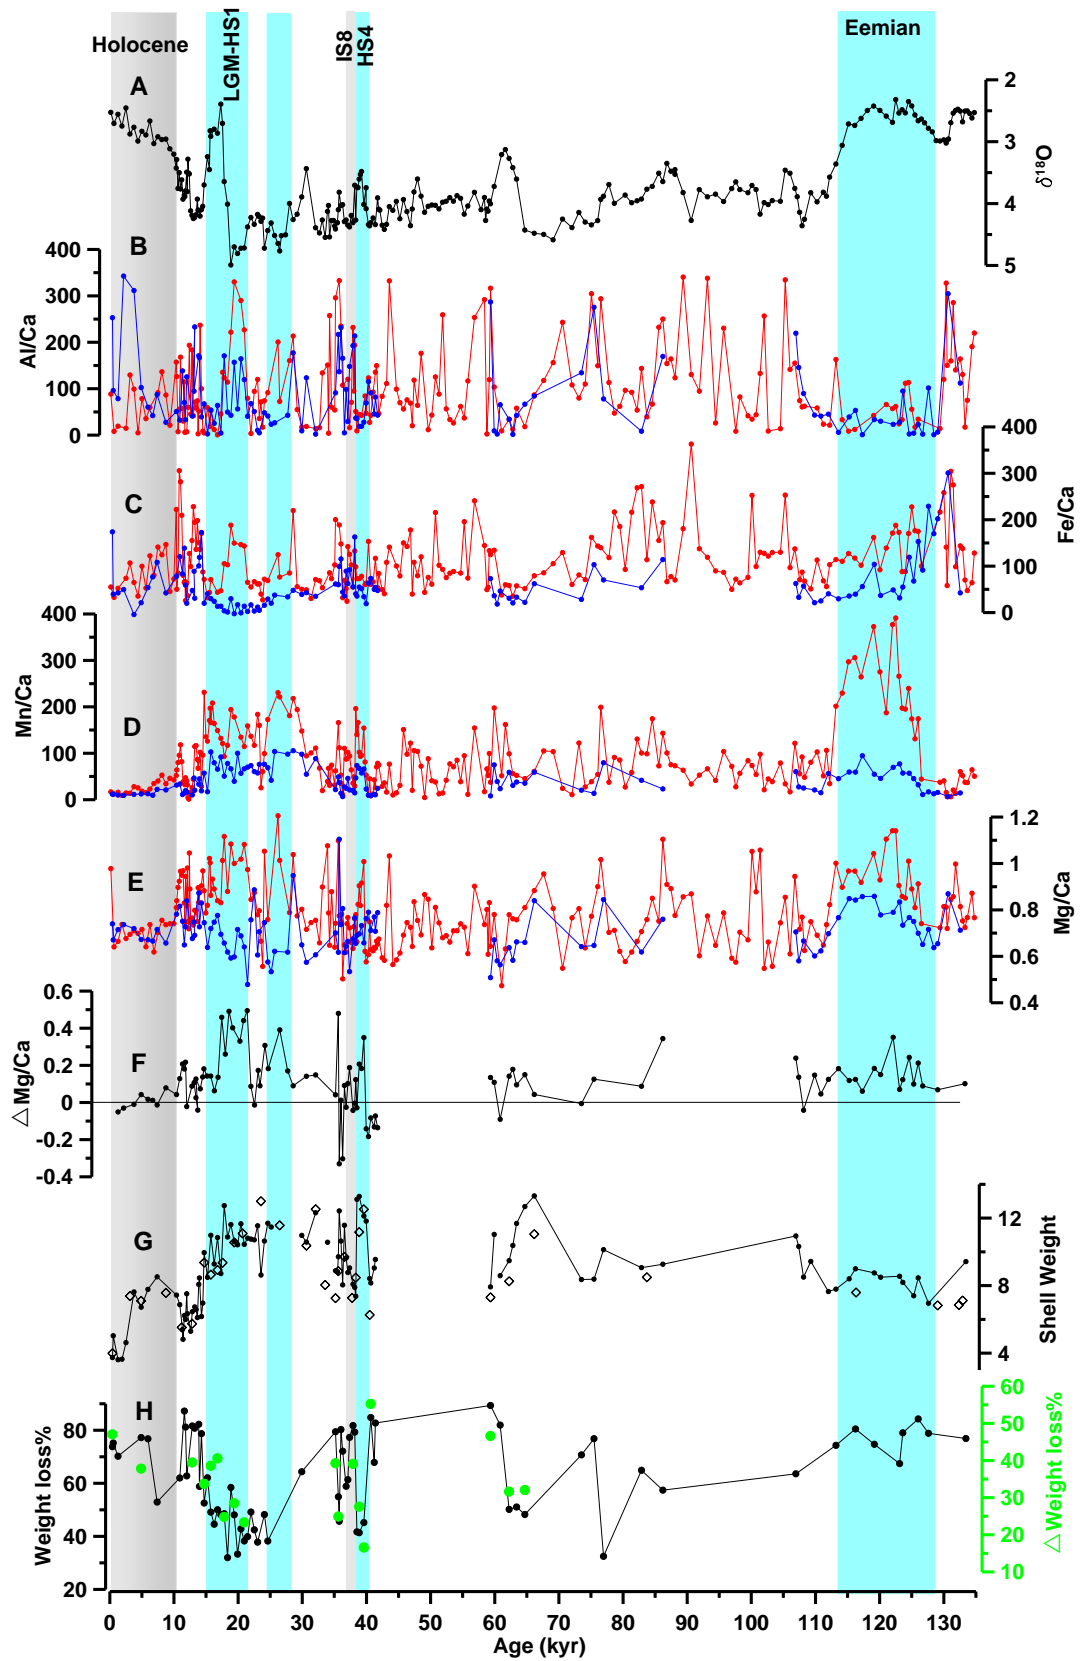 Holocene
LGM-HS1
IS8
HS4
Eemian
A
2
3
4
5
δ18O
B
400
300
200
100
0
Al/Ca
C
400
300
200
100
0
Fe/Ca
D
400
300
200
100
0
Mn/Ca
E
1.2
1
0.8
0.6
0.4
Mg/Ca
F
0.6
0.4
0.2
0
-0.2
-0.4
△Mg/Ca
G
12
8
4
Shell Weight
H
80
60
40
20
Weight loss%
60
50
40
30
20
10
△Weight loss%
0 10 20 30 40 50 60 70 80 90 100 110 120 130
Age (kyr)